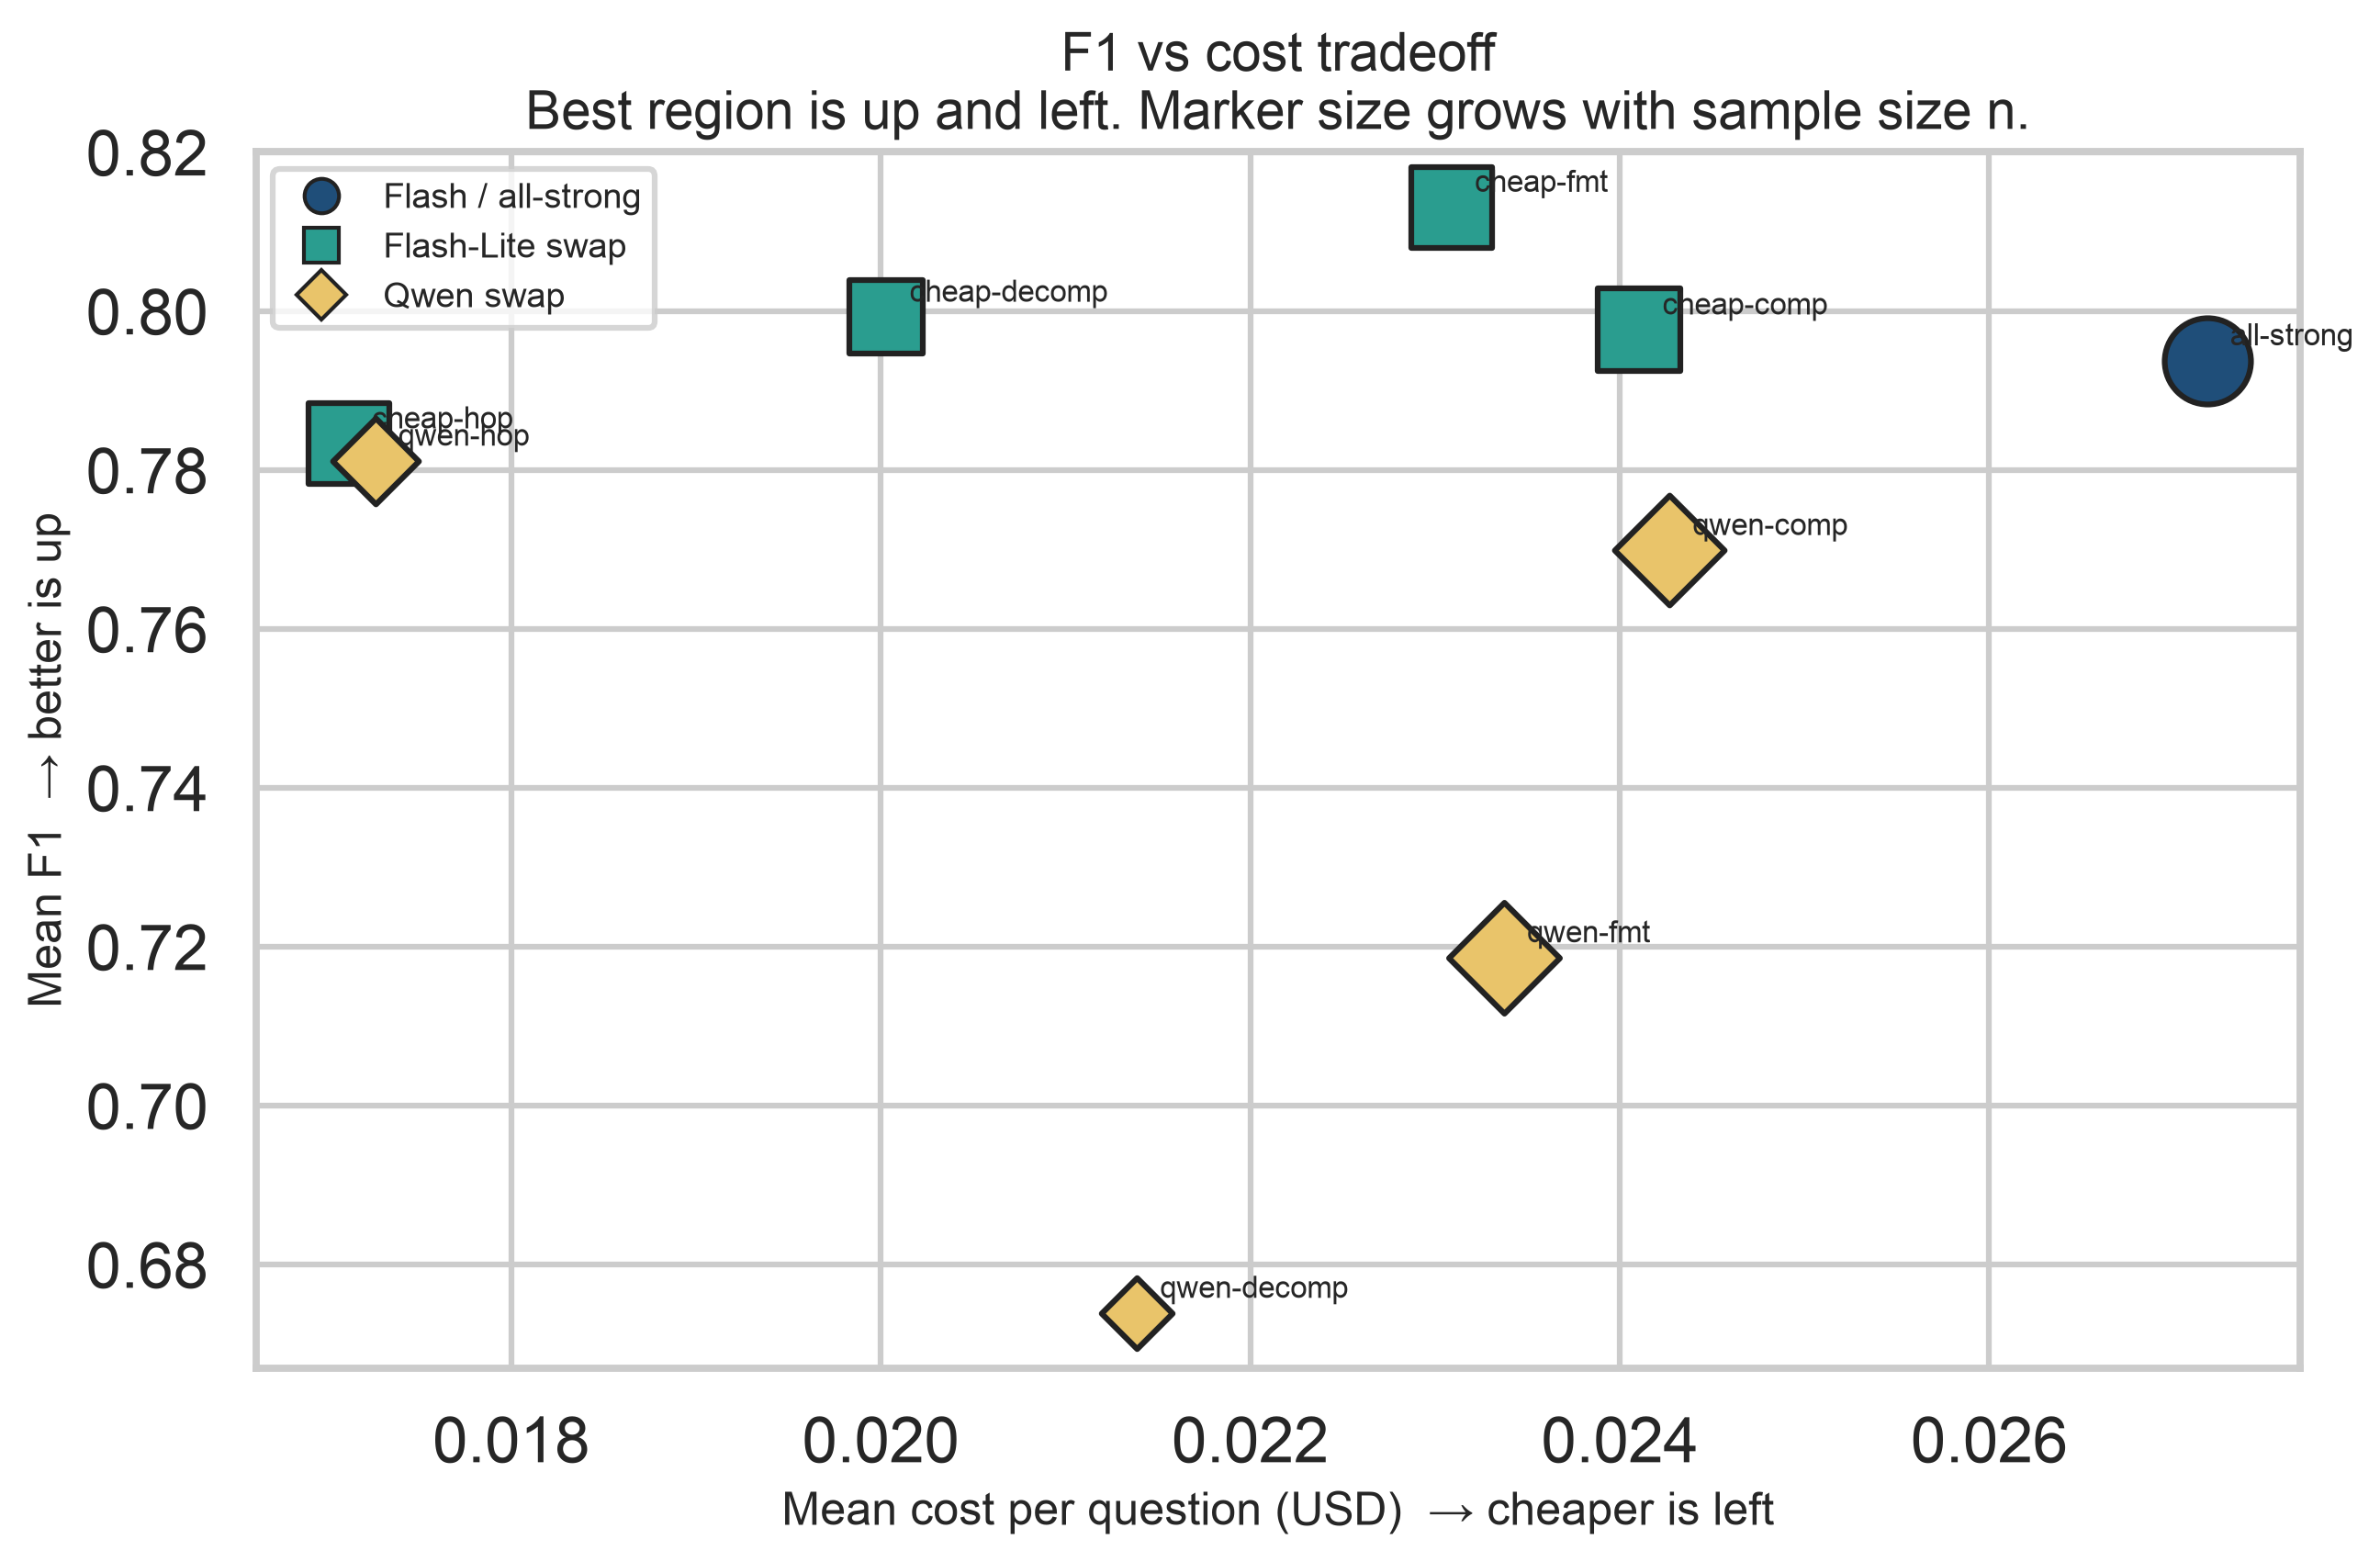 F1 vs cost tradeoff
Best region is up and left. Marker size grows with sample size n.
0.82
0.80
0.78
0.76
0.74
0.72
0.70
0.68
Mean F1 → better is up
Flash / all-strong
Flash-Lite swap
Qwen swap
cheap-fmt
cheap-decomp
cheap-comp
all-strong
cheap-hop
qwen-hop
qwen-comp
qwen-fmt
qwen-decomp
0.018
0.020
0.022
0.024
0.026
Mean cost per question (USD) → cheaper is left